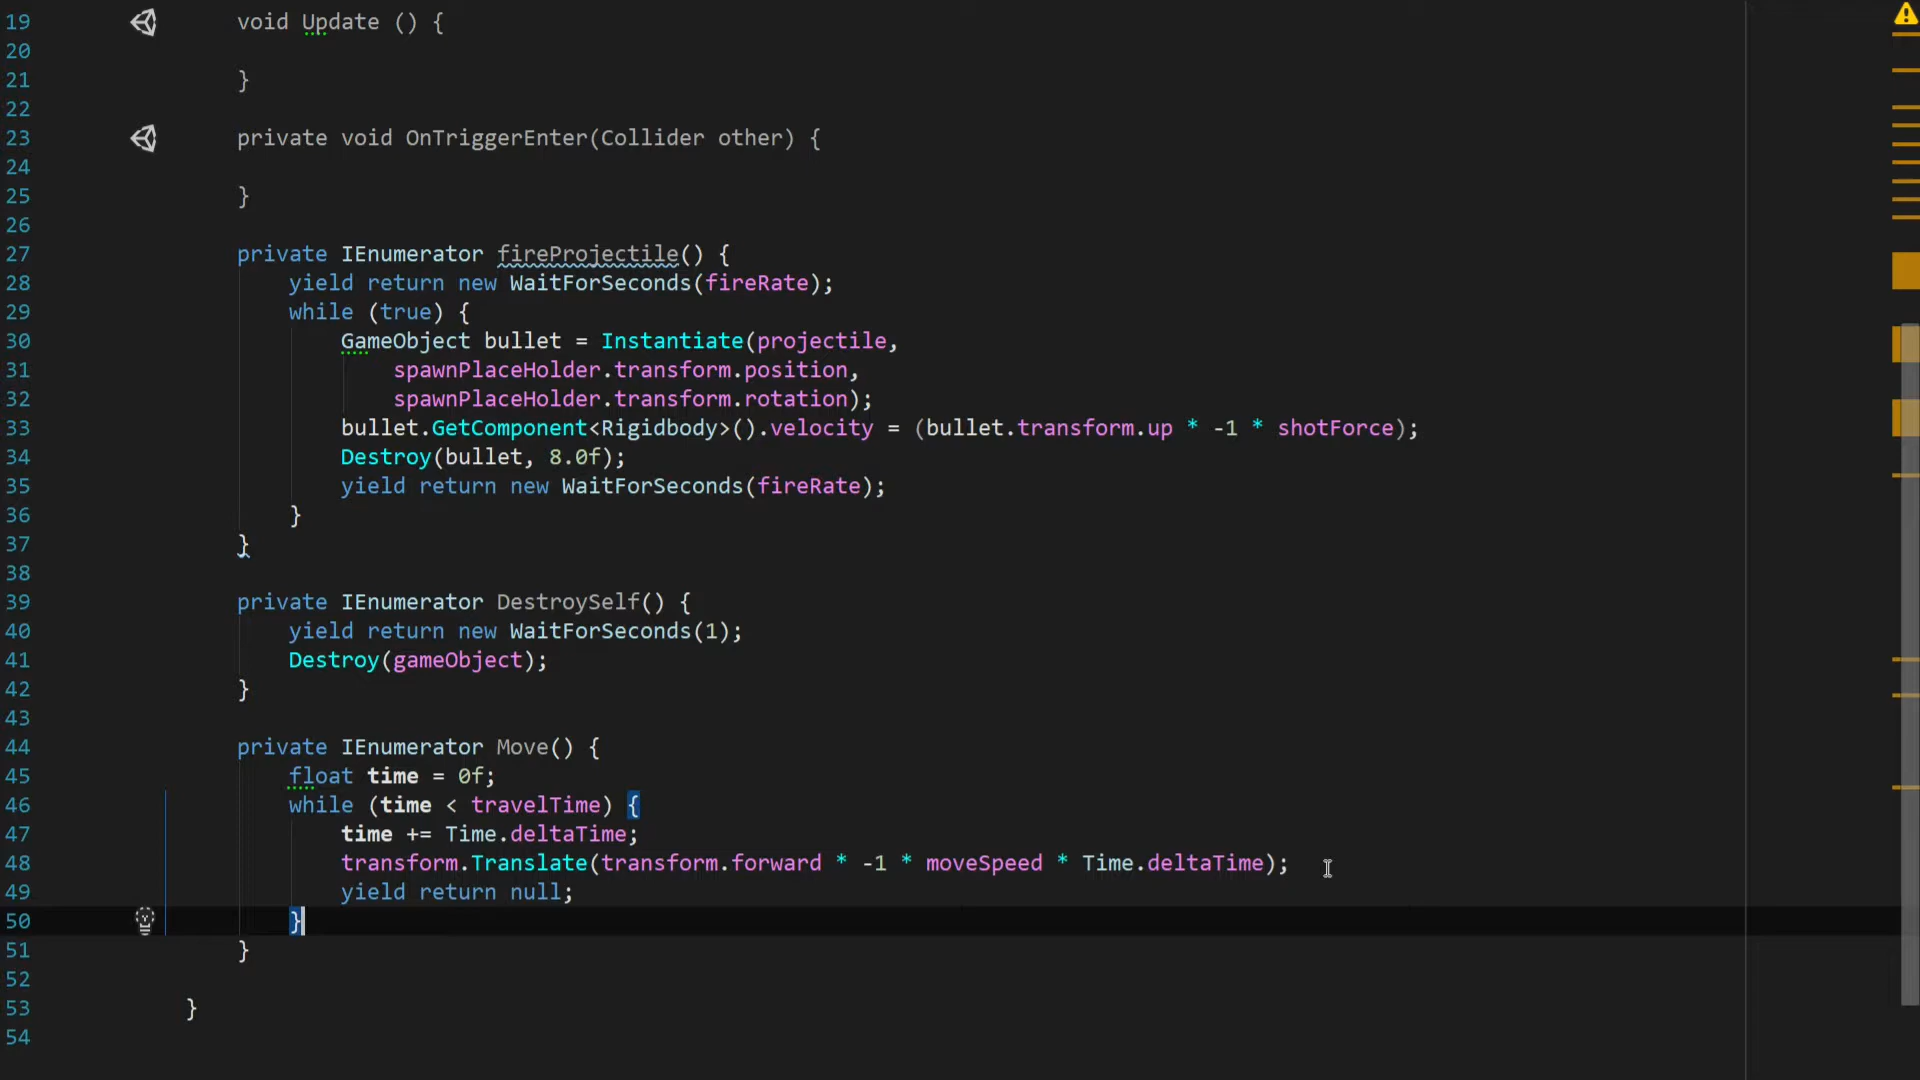 19 void Update () {
20
21 }
22
23 private void OnTriggerEnter(Collider other) {
24
25 }
26
27 private IEnumerator fireProjectile() {
28 yield return new WaitForSeconds(fireRate);
29 while (true) {
30 GameObject bullet = Instantiate(projectile,
31 spawnPlaceHolder.transform.position,
32 spawnPlaceHolder.transform.rotation);
33 bullet.GetComponent<Rigidbody>().velocity = (bullet.transform.up * -1 * shotForce);
34 Destroy(bullet, 8.0f);
35 yield return new WaitForSeconds(fireRate);
36 }
37 }
38
39 private IEnumerator DestroySelf() {
40 yield return new WaitForSeconds(1);
41 Destroy(gameObject);
42 }
43
44 private IEnumerator Move() {
45 float time = 0f;
46 while (time < travelTime) {
47 time += Time.deltaTime;
48 transform.Translate(transform.forward * -1 * moveSpeed * Time.deltaTime);
49 yield return null;
50 }
51 }
52
53 }
54